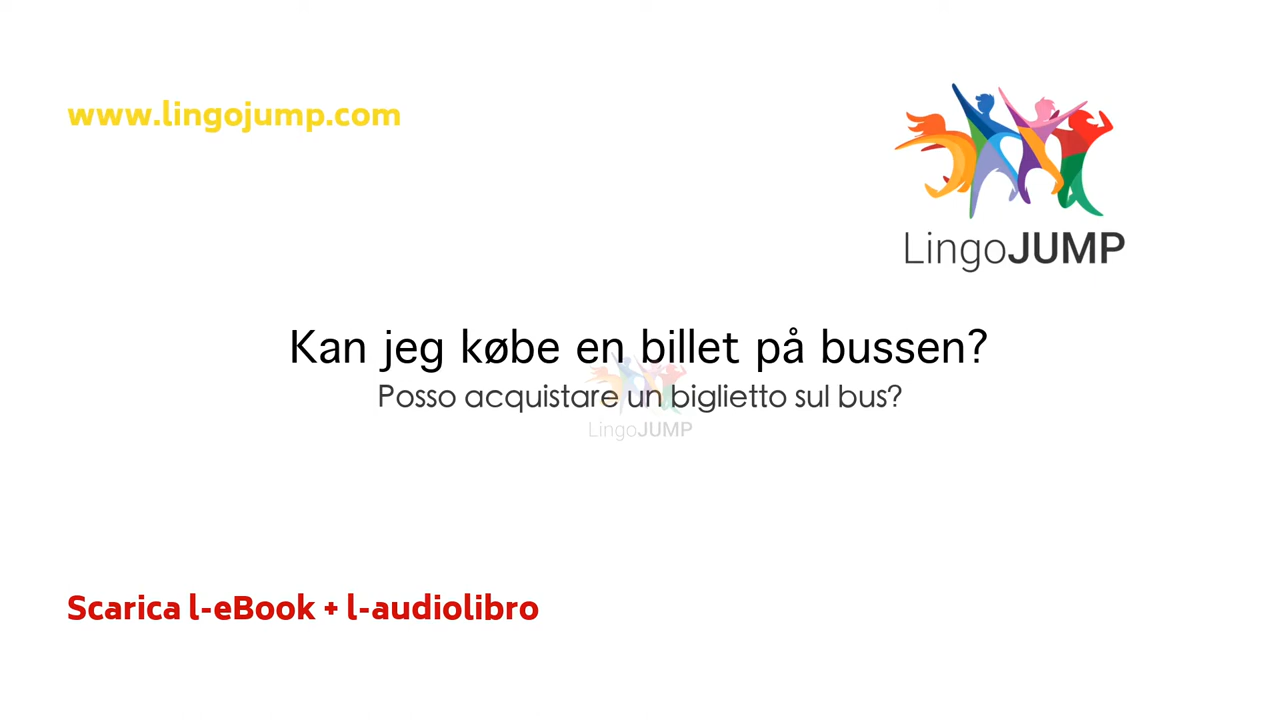 www.lingojump.com
LingoJUMP
Kan jeg købe en billet på bussen?
Posso acquistare un biglietto sul bus?
LingoJUMP
Scarica l-eBook + l-audiolibro